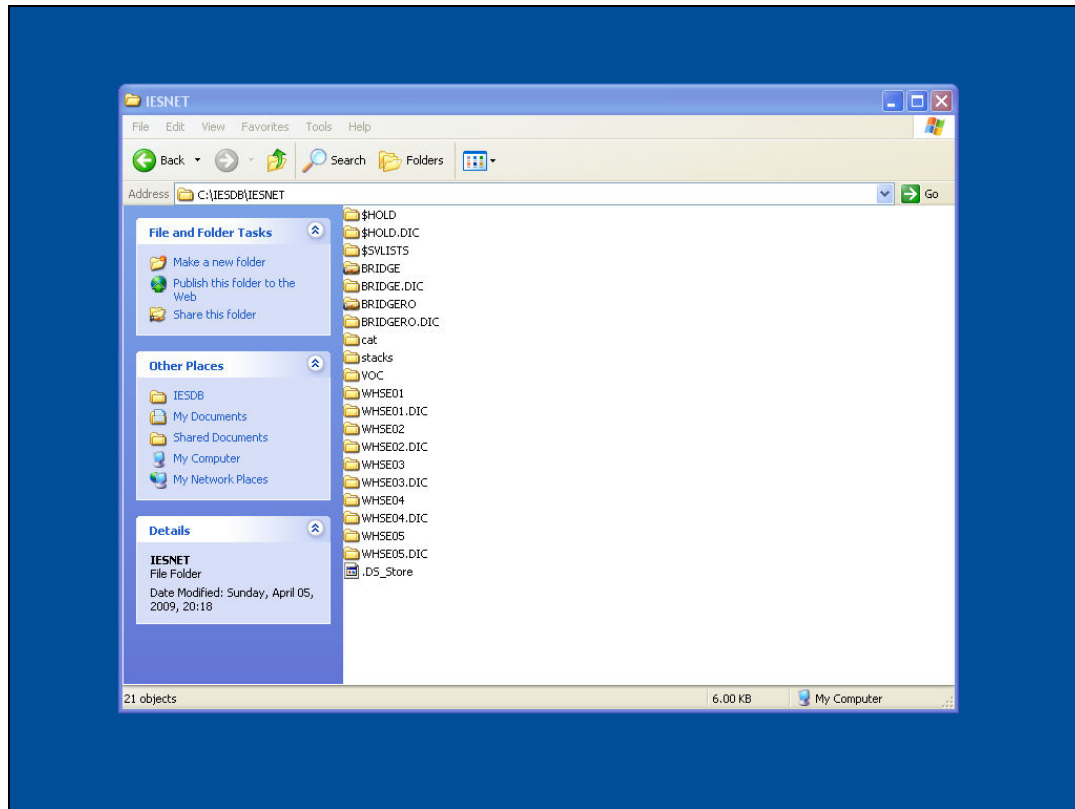 IESNET
File Edit View Favorites Tools Help
Back Search Folders
Address C:\IESDB\IESNET Go
File and Folder Tasks
Make a new folder
Publish this folder to the
Web
Share this folder
Other Places
IESDB
My Documents
Shared Documents
My Computer
My Network Places
Details
IESNET
File Folder
Date Modified: Sunday, April 05,
2009, 20:18
$HOLD
$HOLD.DIC
$SVLISTS
BRIDGE
BRIDGE.DIC
BRIDGERO
BRIDGERO.DIC
cat
stacks
VOC
WHSE01
WHSE01.DIC
WHSE02
WHSE02.DIC
WHSE03
WHSE03.DIC
WHSE04
WHSE04.DIC
WHSE05
WHSE05.DIC
.DS_Store
21 objects 6.00 KB My Computer